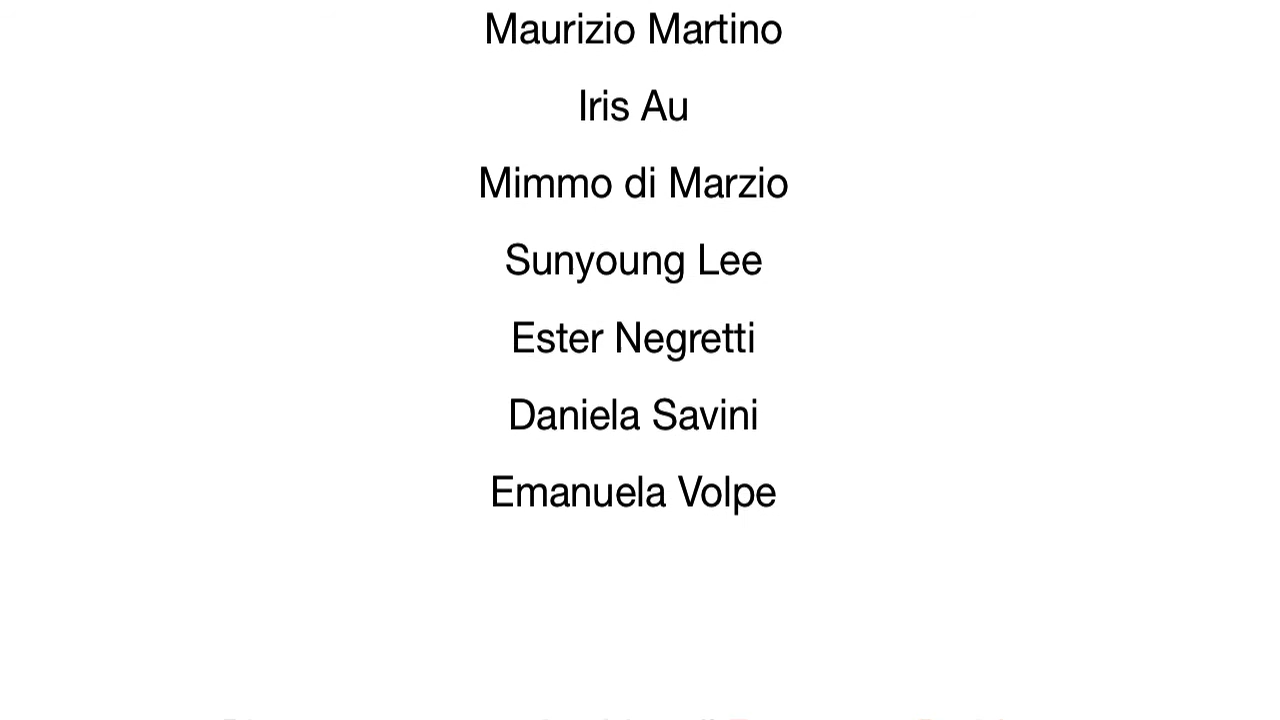 Maurizio Martino
Iris Au
Mimmo di Marzio
Sunyoung Lee
Ester Negretti
Daniela Savini
Emanuela Volpe